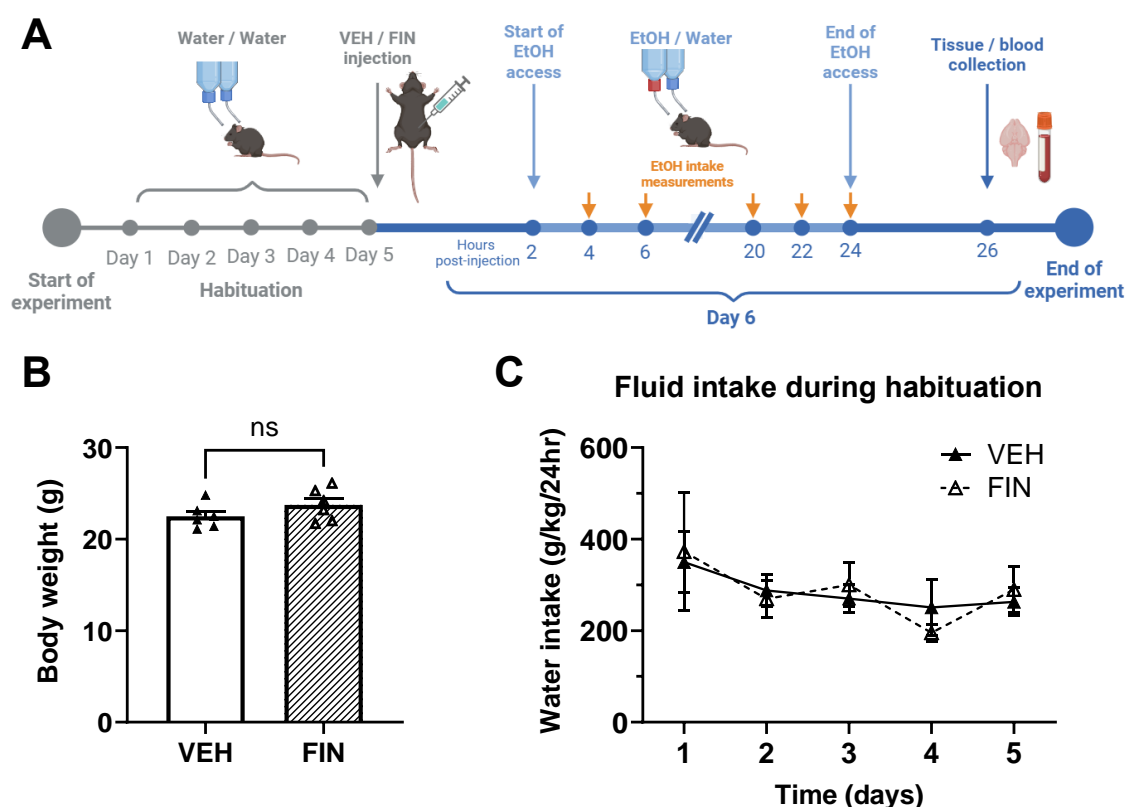 A
Water / Water
VEH / FIN
injection
Start of
EtOH
access
EtOH / Water
End of
EtOH
access
Tissue / blood
collection
EtOH intake
measurements
Day 1 Day 2 Day 3 Day 4 Day 5
Hours
post-injection
2 4 6 20 22 24 26
Start of
experiment
Habituation
End of
experiment
Day 6
B
ns
Body weight (g)
30
20
10
0
VEH FIN
C
Fluid intake during habituation
Water intake (g/kg/24hr)
600
400
200
0
VEH
FIN
1 2 3 4 5
Time (days)